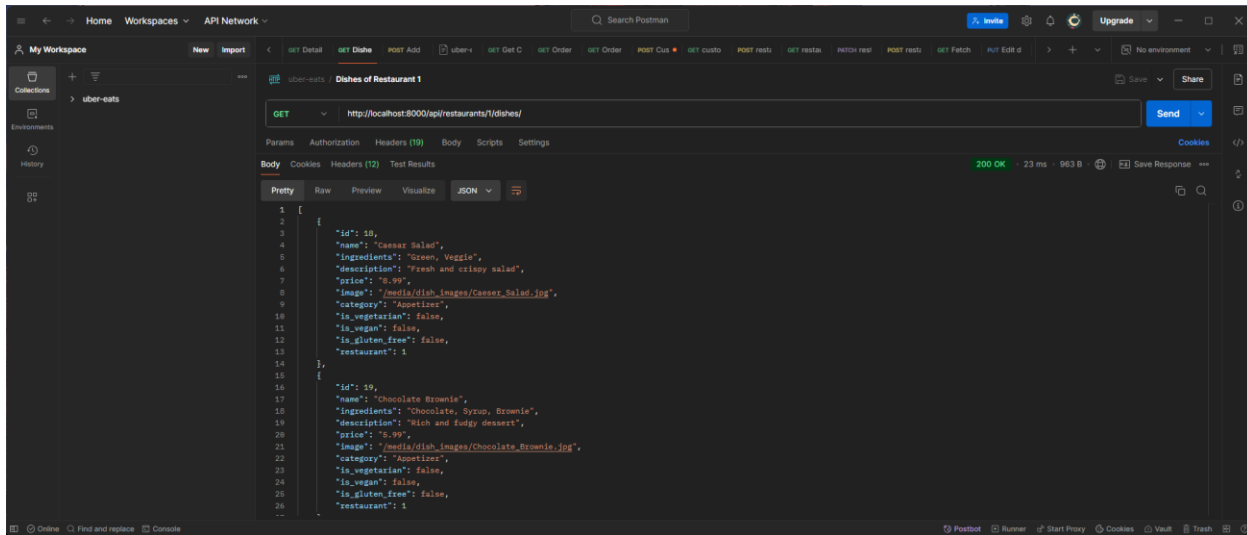 Home Workspaces API Network Search Postman Invite Upgrade
My Workspace New Import GET Detail GET Dishe POST Add uber-e GET Get C GET Order GET Order POST Cus GET custo POST resta GET restau PATCH rest POST resta GET Fetch PUT Edit d No environment
Collections
Environments
History
uber-eats
uber-eats / Dishes of Restaurant 1 Save Share
GET http://localhost:8000/api/restaurants/1/dishes/ Send
Params Authorization Headers (19) Body Scripts Settings Cookies
Body Cookies Headers (12) Test Results 200 OK 23 ms 963 B Save Response
Pretty Raw Preview Visualize JSON
1 [
2 {
3 "id": 18,
4 "name": "Caesar Salad",
5 "ingredients": "Green, Veggie",
6 "description": "Fresh and crispy salad",
7 "price": "8.99",
8 "image": "/media/dish_images/Caeser_Salad.jpg",
9 "category": "Appetizer",
10 "is_vegetarian": false,
11 "is_vegan": false,
12 "is_gluten_free": false,
13 "restaurant": 1
14 },
15 {
16 "id": 19,
17 "name": "Chocolate Brownie",
18 "ingredients": "Chocolate, Syrup, Brownie",
19 "description": "Rich and fudgy dessert",
20 "price": "5.99",
21 "image": "/media/dish_images/Chocolate_Brownie.jpg",
22 "category": "Appetizer",
23 "is_vegetarian": false,
24 "is_vegan": false,
25 "is_gluten_free": false,
26 "restaurant": 1
Online Find and replace Console Postbot Runner Start Proxy Cookies Vault Trash